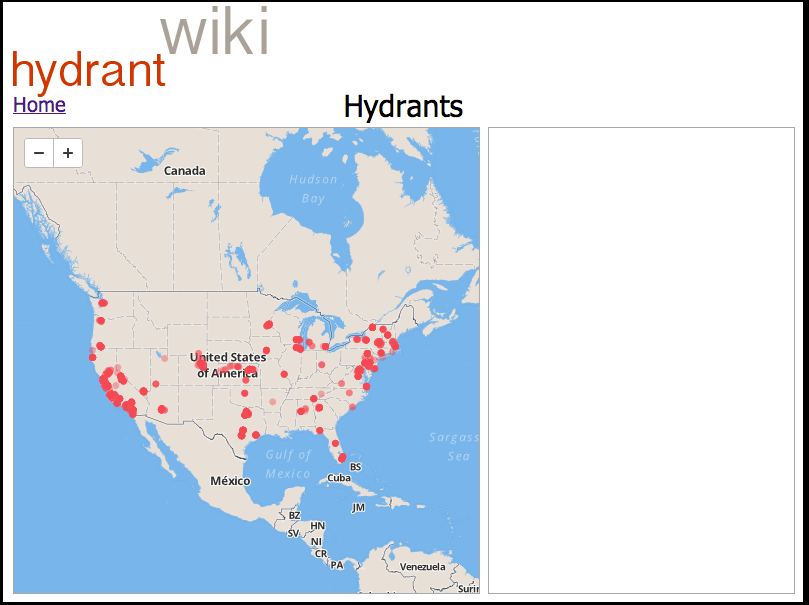 wiki
hydrant
Home
Hydrants
− +
Canada
Hudson
Bay
United States
of America
Gulf of
Mexico
Sargass
Sea
México
BS
Cuba
JM
BZ
HN
SV
NI
CR
PA
Venezuela
Surin